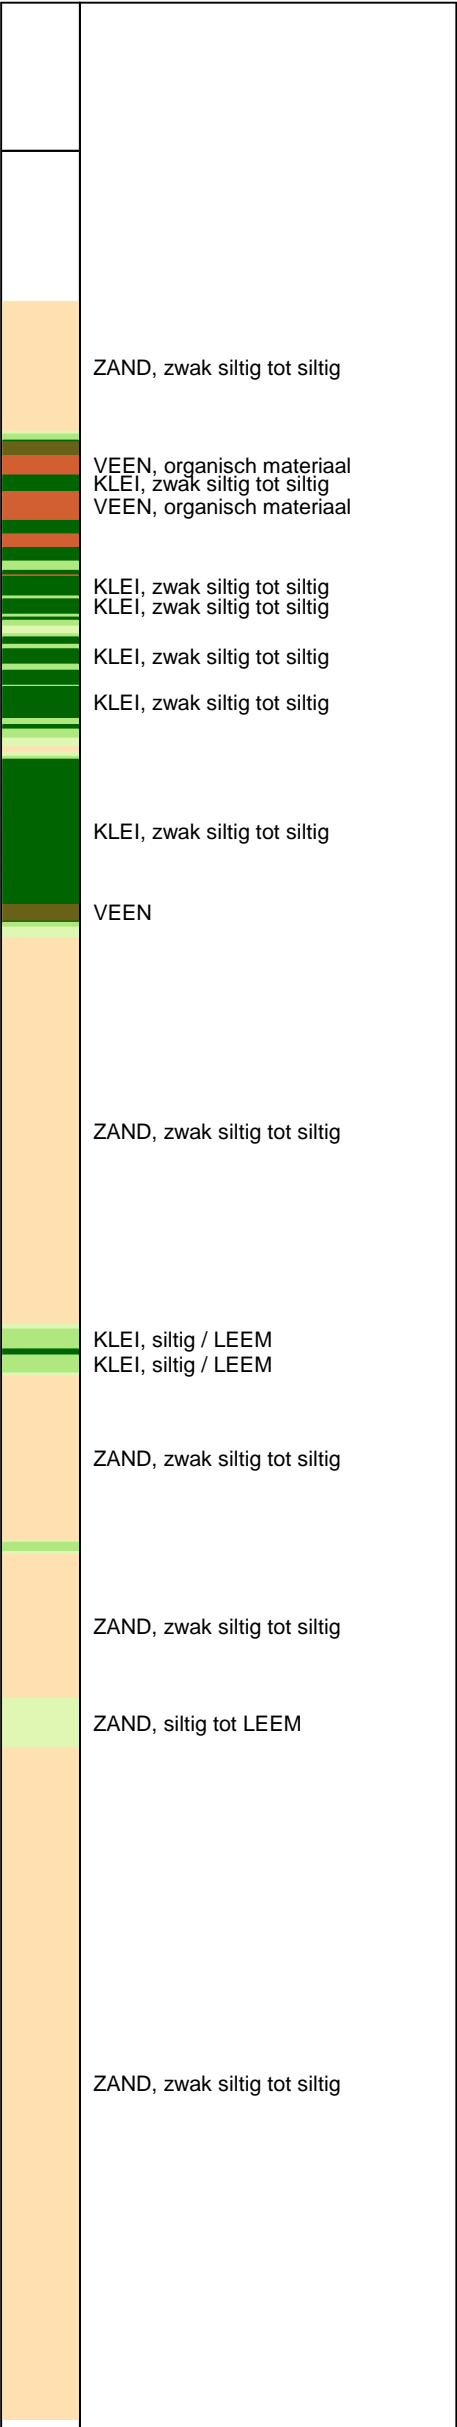 ZAND, zwak siltig tot siltig
VEEN, organisch materiaal
KLEI, zwak siltig tot siltig
VEEN, organisch materiaal
KLEI, zwak siltig tot siltig
KLEI, zwak siltig tot siltig
KLEI, zwak siltig tot siltig
KLEI, zwak siltig tot siltig
KLEI, zwak siltig tot siltig
VEEN
ZAND, zwak siltig tot siltig
KLEI, siltig / LEEM
KLEI, siltig / LEEM
ZAND, zwak siltig tot siltig
ZAND, zwak siltig tot siltig
ZAND, siltig tot LEEM
ZAND, zwak siltig tot siltig